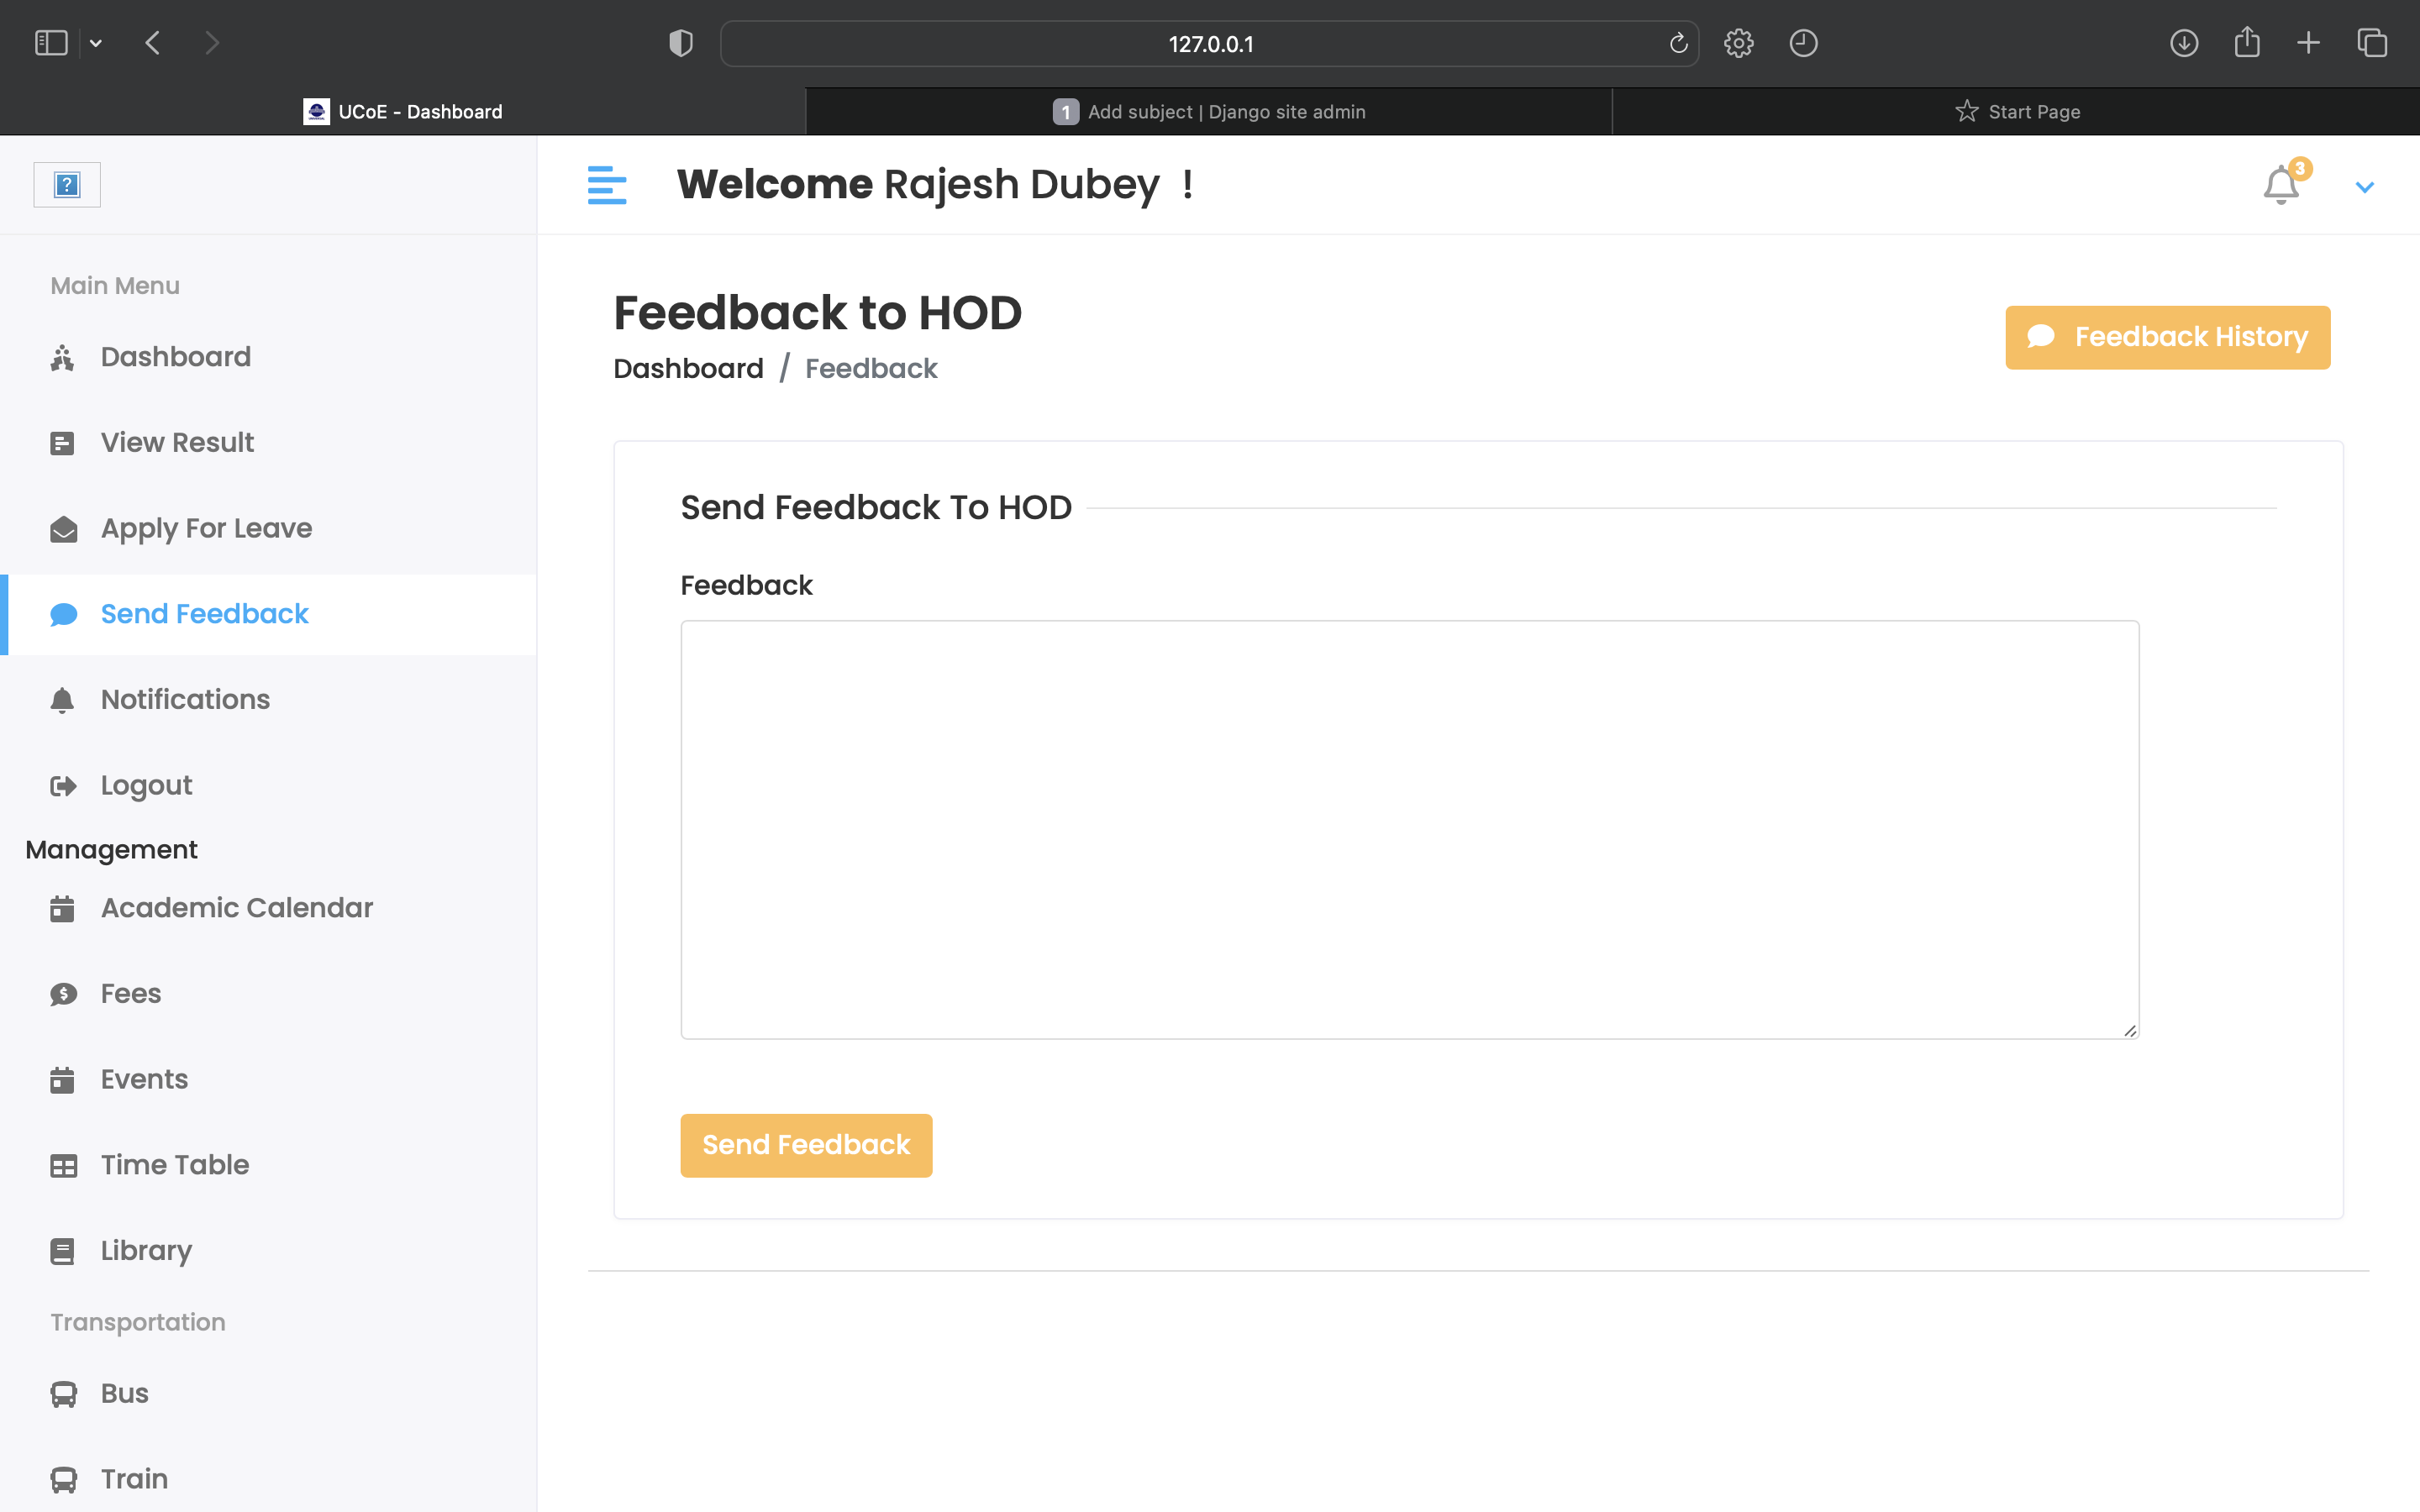 127.0.0.1
UCoE - Dashboard
1 Add subject | Django site admin
Start Page
Welcome Rajesh Dubey !
3
Main Menu
Dashboard
View Result
Apply For Leave
Send Feedback
Notifications
Logout
Management
Academic Calendar
Fees
Events
Time Table
Library
Transportation
Bus
Train
Feedback to HOD
Dashboard / Feedback
Feedback History
Send Feedback To HOD
Feedback
Send Feedback